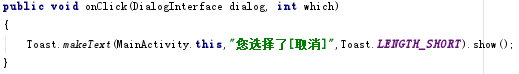 public void onClick(DialogInterface dialog, int which)
{
Toast.makeText(MainActivity.this,"您选择了[取消]",Toast.LENGTH_SHORT).show();
}